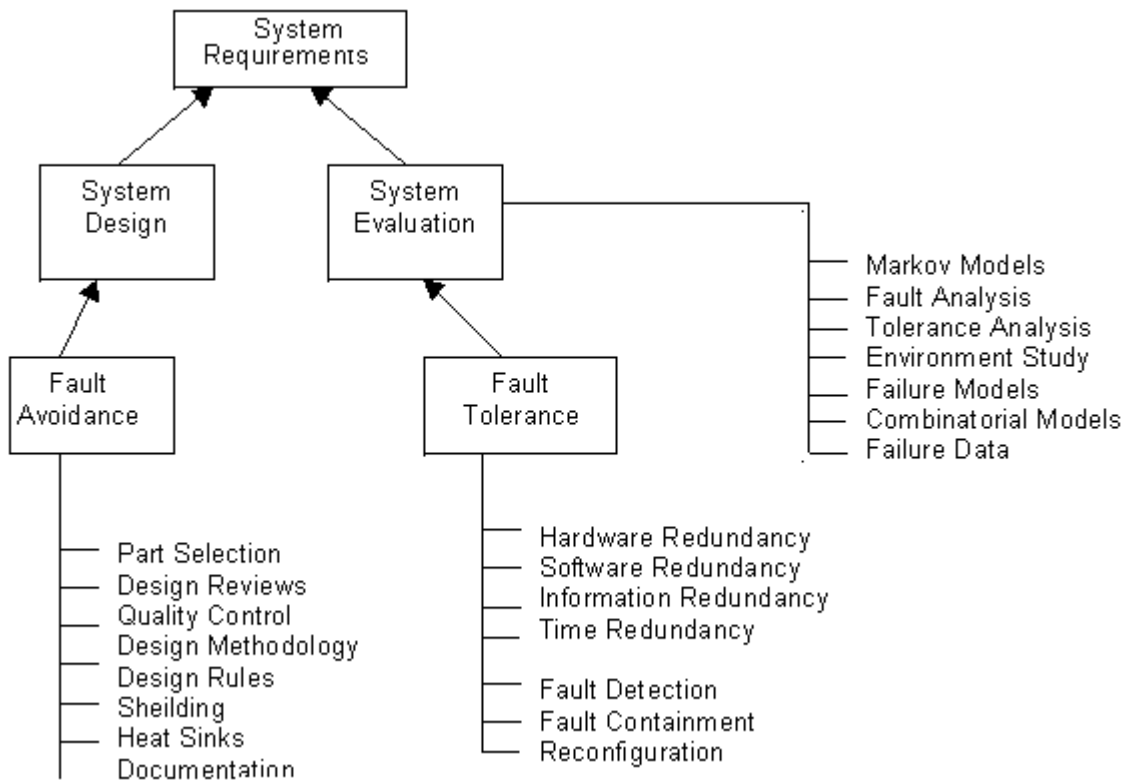 System
Requirements
System
Design
System
Evaluation
Markov Models
Fault Analysis
Tolerance Analysis
Environment Study
Failure Models
Combinatorial Models
Failure Data
Fault
Avoidance
Fault
Tolerance
Part Selection
Design Reviews
Quality Control
Design Methodology
Design Rules
Sheilding
Heat Sinks
Documentation
Hardware Redundancy
Software Redundancy
Information Redundancy
Time Redundancy
Fault Detection
Fault Containment
Reconfiguration